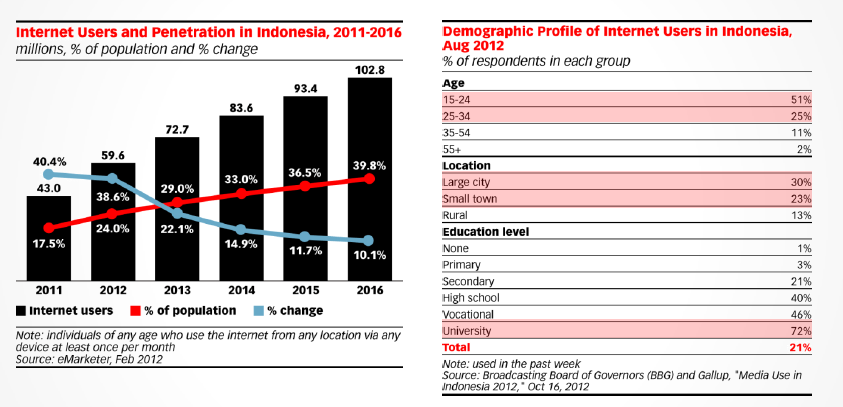 Internet Users and Penetration in Indonesia, 2011-2016
millions, % of population and % change
102.8
93.4
83.6
72.7
59.6
40.4%
43.0
38.6%
29.0%
33.0%
36.5%
39.8%
17.5%
24.0%
22.1%
14.9%
11.7%
10.1%
2011 2012 2013 2014 2015 2016
Internet users % of population % change
Note: individuals of any age who use the internet from any location via any
device at least once per month
Source: eMarketer, Feb 2012
Demographic Profile of Internet Users in Indonesia,
Aug 2012
% of respondents in each group
Age
15-24 51%
25-34 25%
35-54 11%
55+ 2%
Location
Large city 30%
Small town 23%
Rural 13%
Education level
None 1%
Primary 3%
Secondary 21%
High school 40%
Vocational 46%
University 72%
Total 21%
Note: used in the past week
Source: Broadcasting Board of Governors (BBG) and Gallup, "Media Use in
Indonesia 2012," Oct 16, 2012